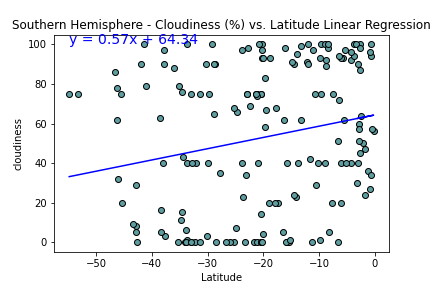 Southern Hemisphere - Cloudiness (%) vs. Latitude Linear Regression
y = 0.57x + 64.34
100
80
60
40
20
0
cloudiness
−50 −40 −30 −20 −10 0
Latitude